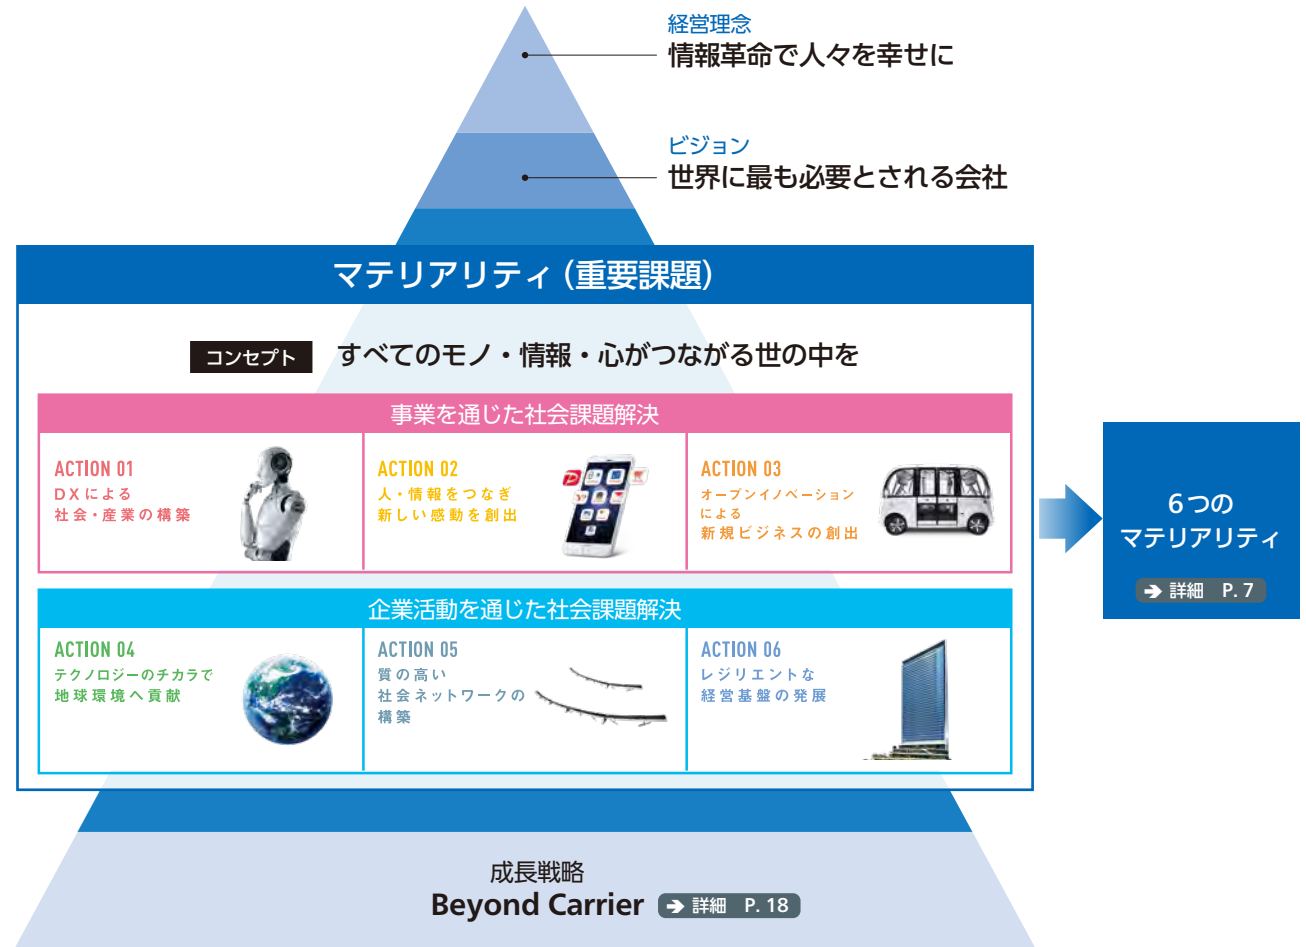 経営理念
情報革命で人々を幸せに
ビジョン
世界に最も必要とされる会社
マテリアリティ（重要課題）
コンセプト すべてのモノ・情報・心がつながる世の中を
事業を通じた社会課題解決
ACTION 01
DXによる
社会・産業の構築
ACTION 02
人・情報をつなぎ
新しい感動を創出
ACTION 03
オープンイノベーション
による
新規ビジネスの創出
企業活動を通じた社会課題解決
ACTION 04
テクノロジーのチカラで
地球環境へ貢献
ACTION 05
質の高い
社会ネットワークの
構築
ACTION 06
レジリエントな
経営基盤の発展
6つの
マテリアリティ
詳細 P. 7
成長戦略
Beyond Carrier 詳細 P. 18